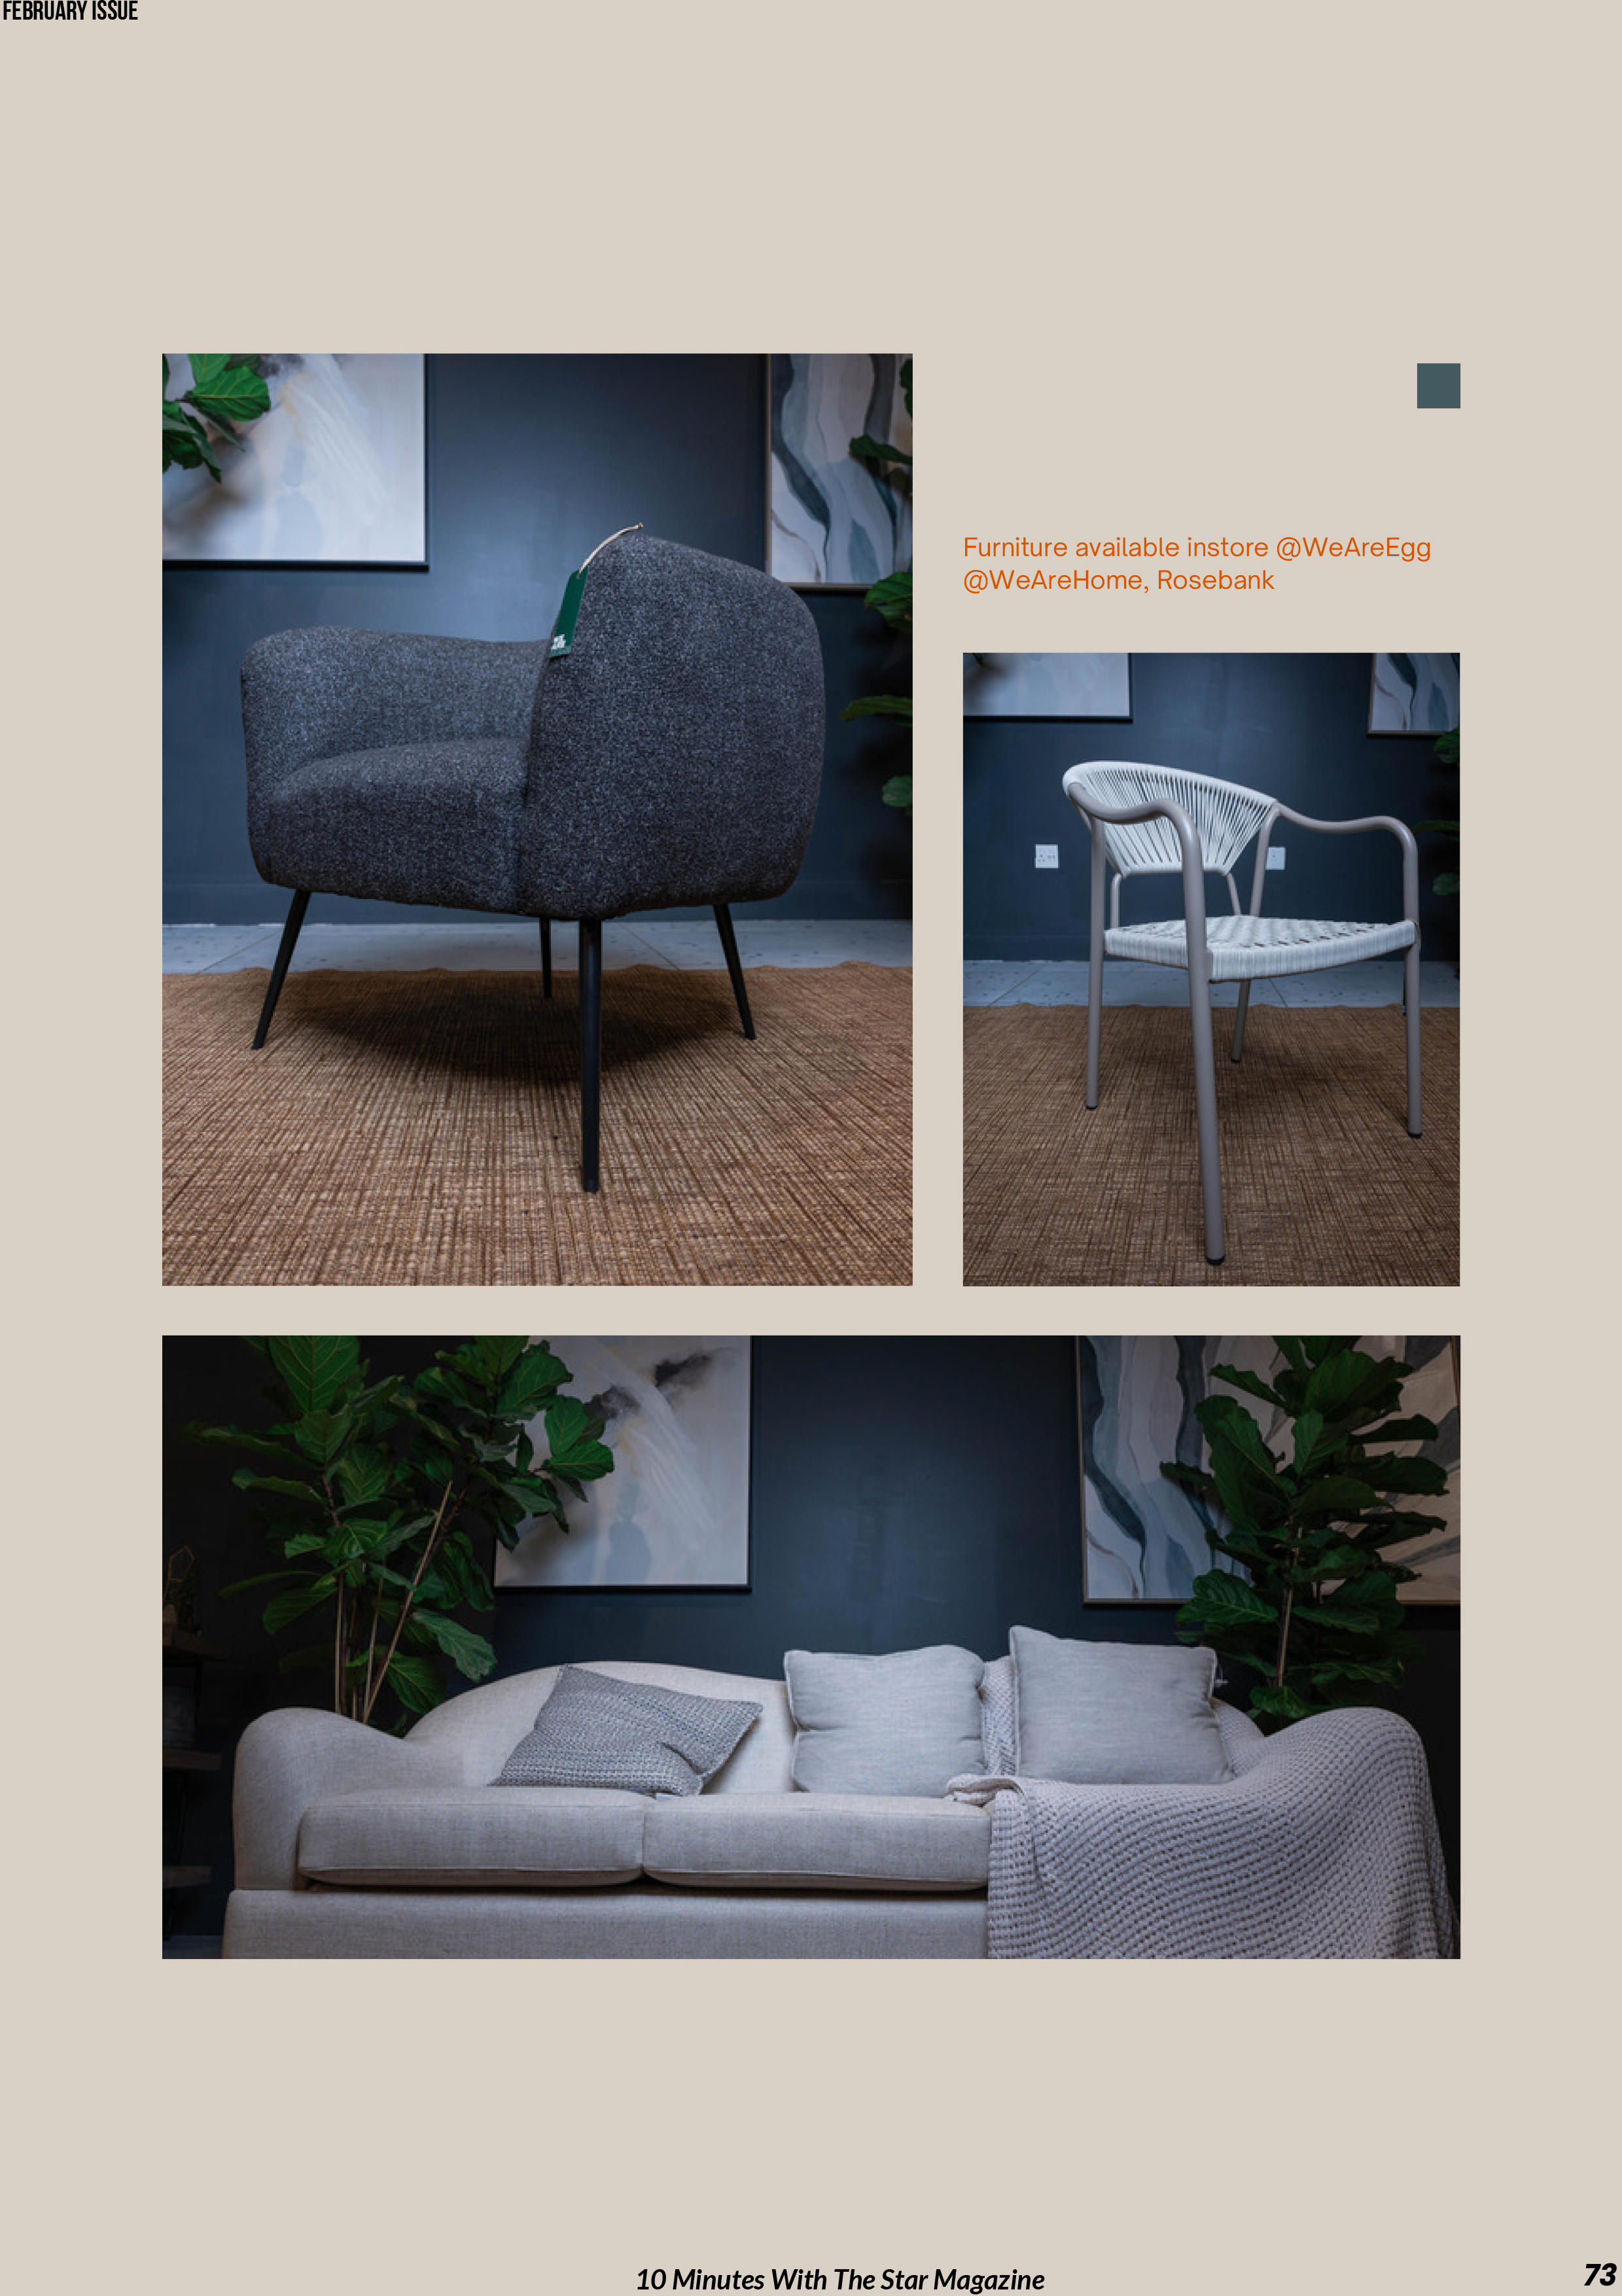 FEBRUARY ISSUE
Furniture available instore @WeAreEgg
@WeAreHome, Rosebank
10 Minutes With The Star Magazine
73